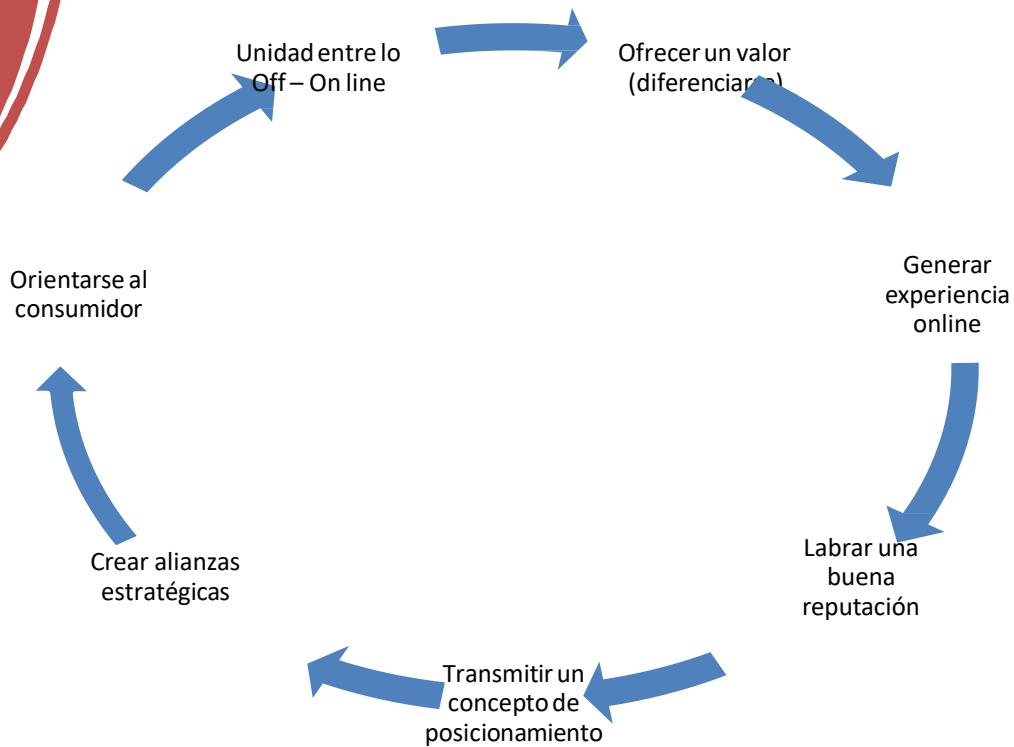 Unidad entre lo
Off – On line
Ofrecer un valor
(diferenciarse)
Generar
experiencia
online
Labrar una
buena
reputación
Transmitir un
concepto de
posicionamiento
Crear alianzas
estratégicas
Orientarse al
consumidor